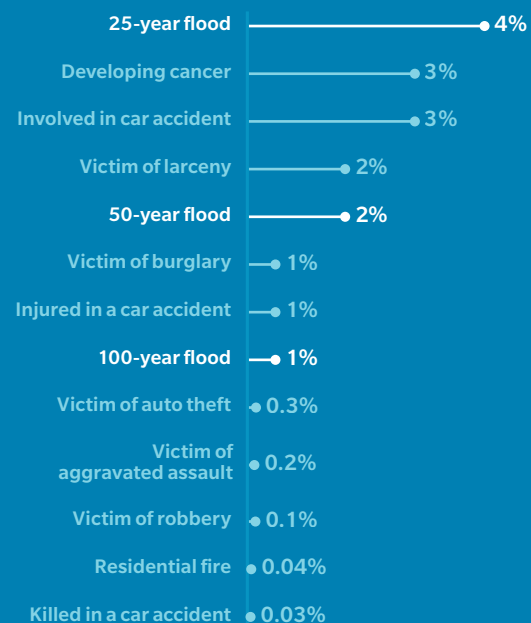 25-year flood 4%
Developing cancer 3%
Involved in car accident 3%
Victim of larceny 2%
50-year flood 2%
Victim of burglary 1%
Injured in a car accident 1%
100-year flood 1%
Victim of auto theft 0.3%
Victim of
aggravated assault 0.2%
Victim of robbery 0.1%
Residential fire 0.04%
Killed in a car accident 0.03%